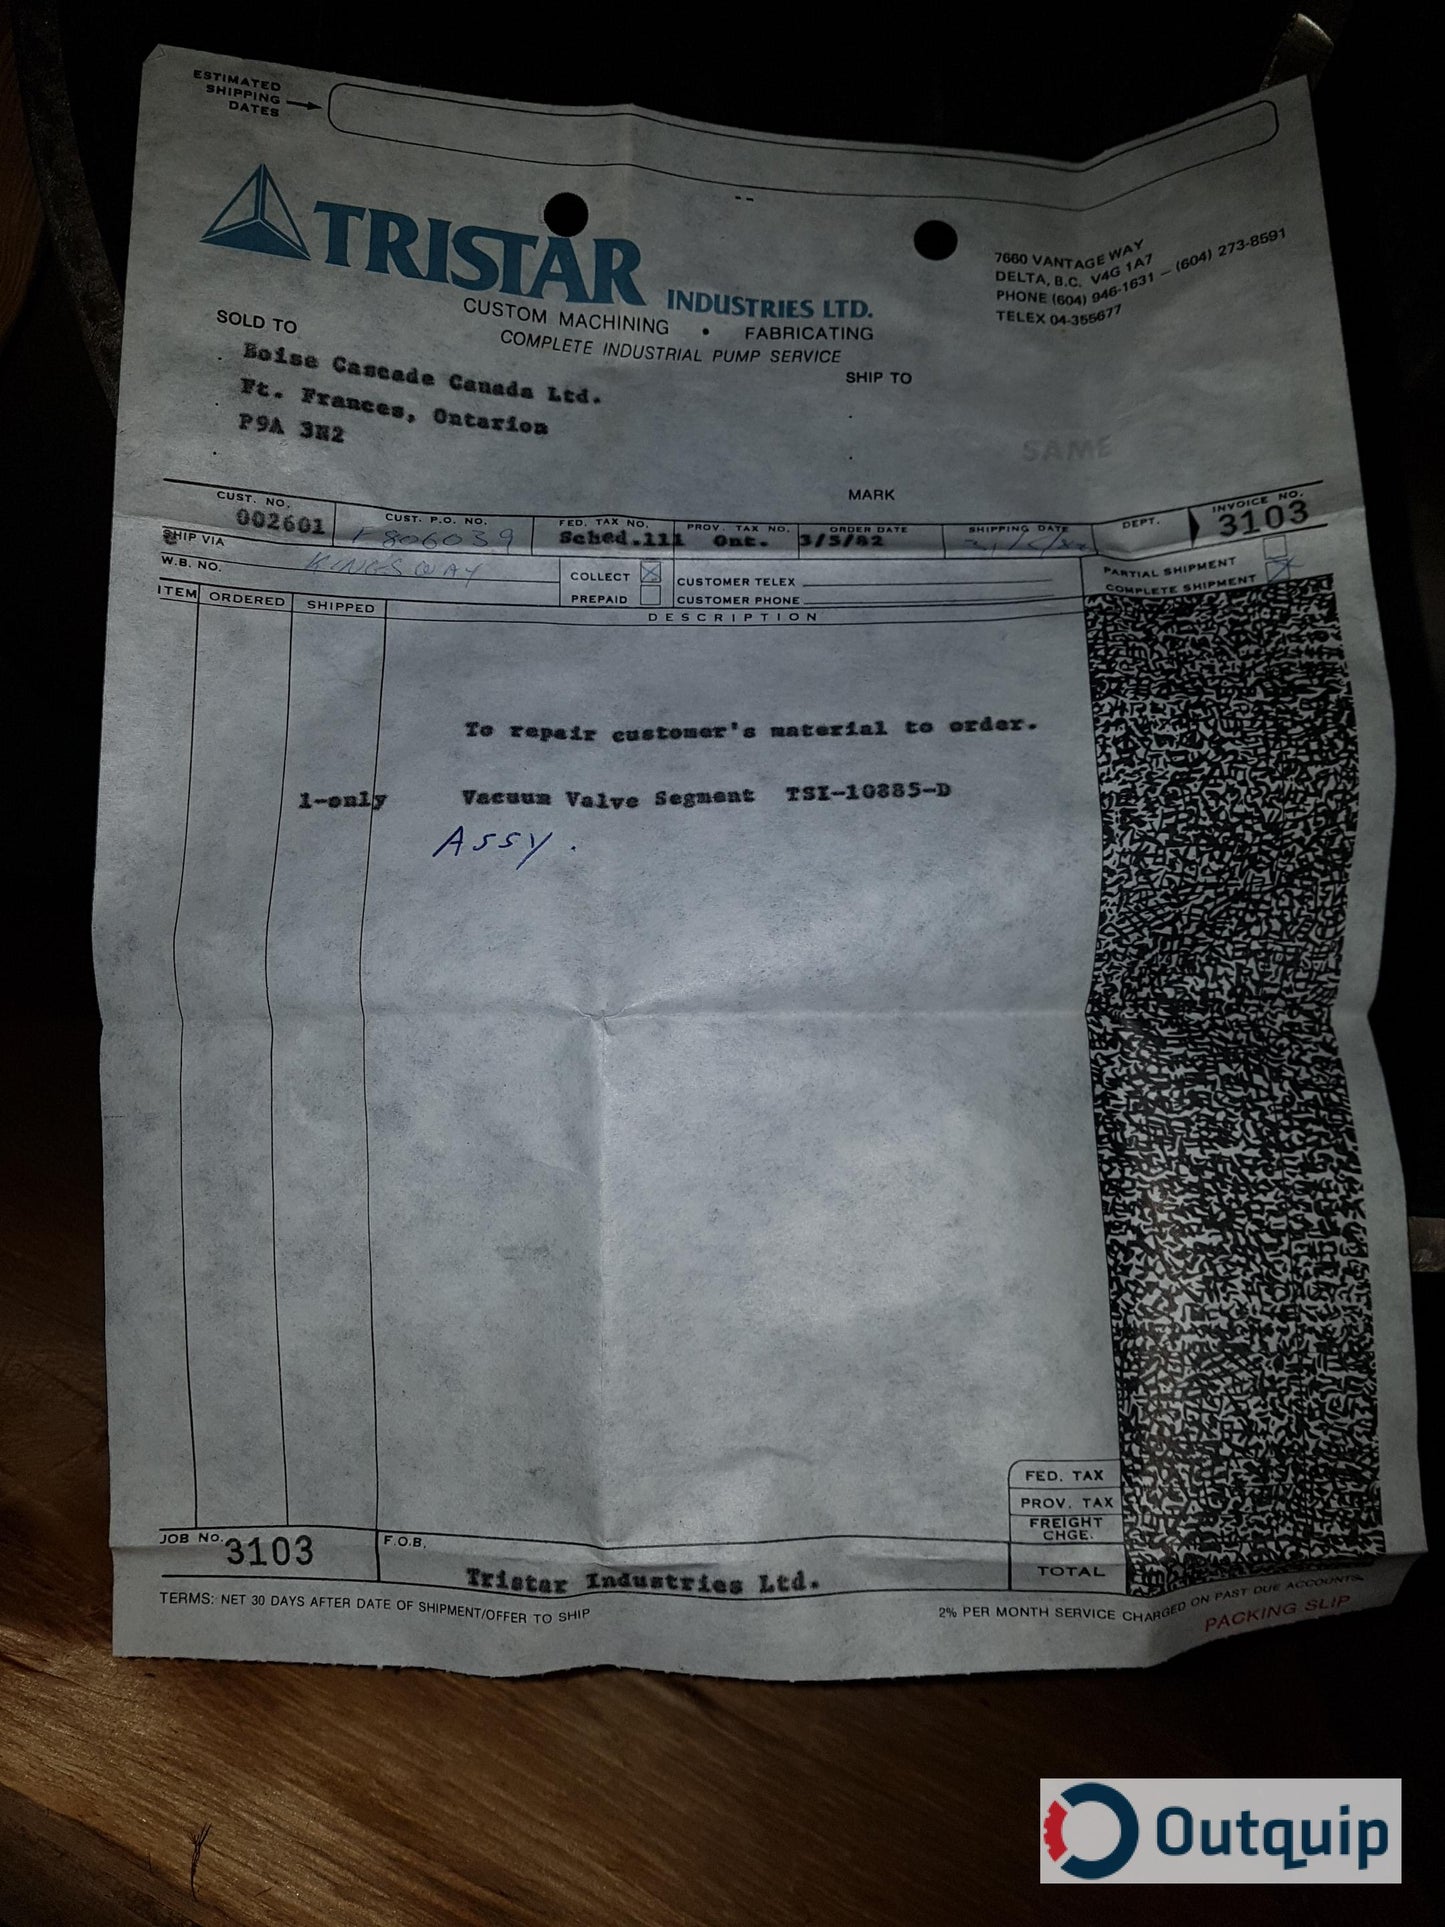 ESTIMATED
SHIPPING
DATES
TRISTAR INDUSTRIES LTD.
CUSTOM MACHINING • FABRICATING
COMPLETE INDUSTRIAL PUMP SERVICE
7660 VANTAGE WAY
DELTA, B.C. V4G 1A7
PHONE (604) 946-1631 — (604) 273-8591
TELEX 04-355677
SOLD TO
Boise Cascade Canada Ltd.
Ft. Frances, Ontarion
P9A 3N2
SHIP TO
SAME
MARK
CUST. NO. CUST. P.O. NO. FED. TAX NO. PROV. TAX NO. ORDER DATE SHIPPING DATE DEPT. INVOICE NO.
002601 F806039 Sched.111 Ont. 3/5/82 3103
SHIP VIA
W.B. NO. KINGSWAY
COLLECT
PREPAID
CUSTOMER TELEX
CUSTOMER PHONE
PARTIAL SHIPMENT
COMPLETE SHIPMENT
ITEM ORDERED SHIPPED DESCRIPTION
To repair customer's material to order.
1-only Vacuum Valve Segment TSI-10885-D
ASSY.
FED. TAX
PROV. TAX
FREIGHT
CHGE.
TOTAL
JOB NO. 3103
F.O.B. Tristar Industries Ltd.
TERMS: NET 30 DAYS AFTER DATE OF SHIPMENT/OFFER TO SHIP
2% PER MONTH SERVICE CHARGED ON PAST DUE ACCOUNTS.
PACKING SLIP
Outquip